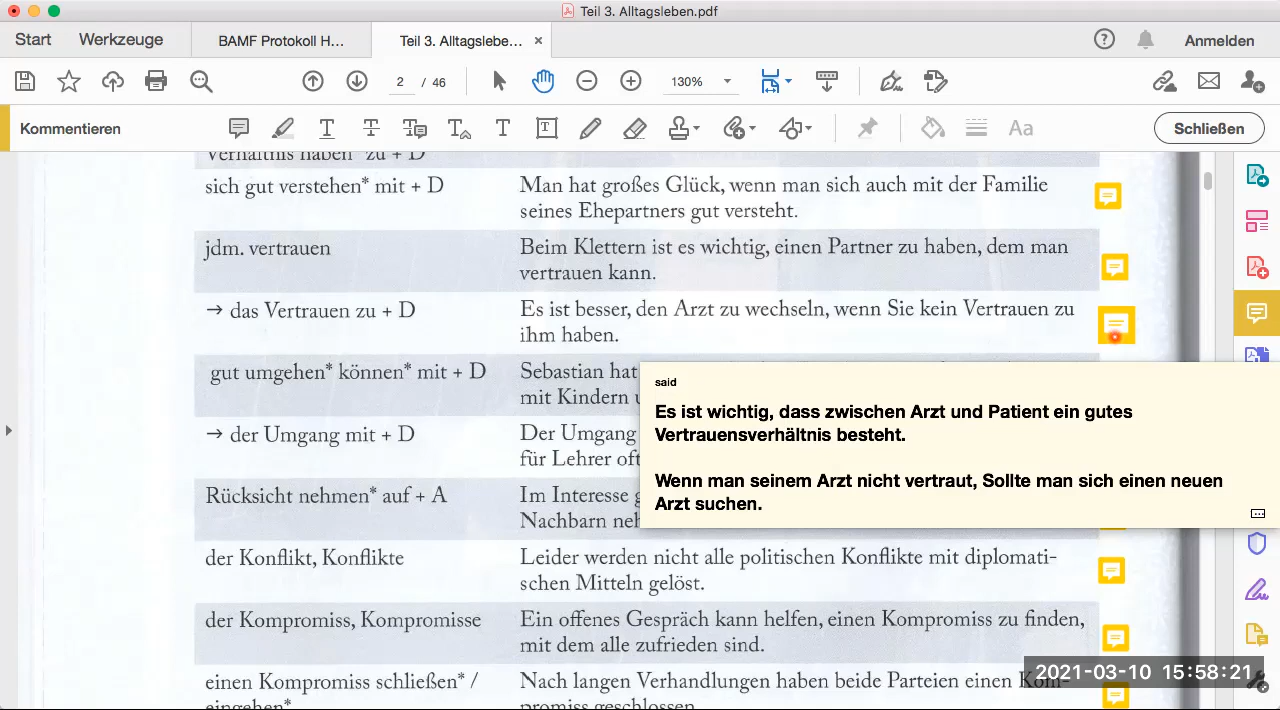 Teil 3. Alltagsleben.pdf
Start Werkzeuge BAMF Protokoll H... Teil 3. Alltagslebe... × Anmelden
2 / 46 130%
Kommentieren Schließen
Verhältnis haben* zu + D
sich gut verstehen* mit + D
Man hat großes Glück, wenn man sich auch mit der Familie
seines Ehepartners gut versteht.
jdm. vertrauen
Beim Klettern ist es wichtig, einen Partner zu haben, dem man
vertrauen kann.
→ das Vertrauen zu + D
Es ist besser, den Arzt zu wechseln, wenn Sie kein Vertrauen zu
ihm haben.
gut umgehen* können* mit + D
Sebastian hat
mit Kindern
→ der Umgang mit + D
Der Umgang
für Lehrer oft
Rücksicht nehmen* auf + A
Im Interesse
Nachbarn
said
Es ist wichtig, dass zwischen Arzt und Patient ein gutes
Vertrauensverhältnis besteht.
Wenn man seinem Arzt nicht vertraut, Sollte man sich einen neuen
Arzt suchen.
der Konflikt, Konflikte
Leider werden nicht alle politischen Konflikte mit diplomati-
schen Mitteln gelöst.
der Kompromiss, Kompromisse
Ein offenes Gespräch kann helfen, einen Kompromiss zu finden,
mit dem alle zufrieden sind.
einen Kompromiss schließen* /
eingehen*
Nach langen Verhandlungen haben beide Parteien einen Kom-
promiss geschlossen.
2021-03-10 15:58:21